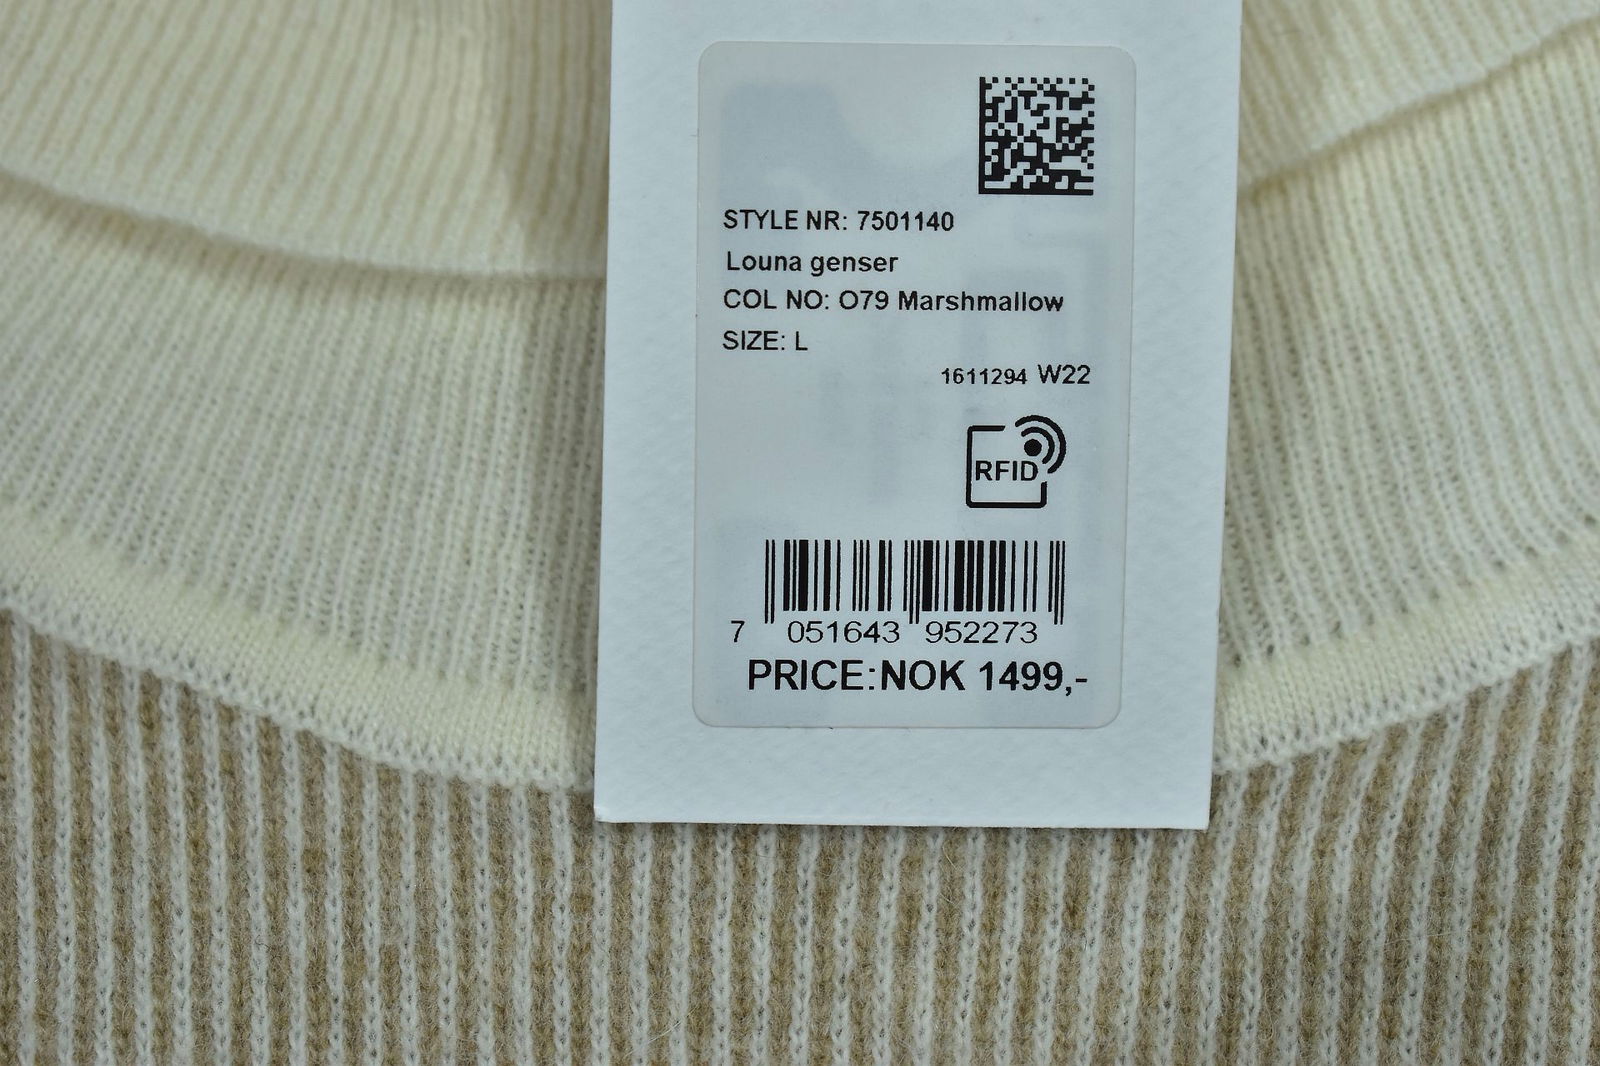 STYLE NR: 7501140
Louna genser
COL NO: O79 Marshmallow
SIZE: L
1611294 W22
RFID
7 051643 952273
PRICE:NOK 1499,-